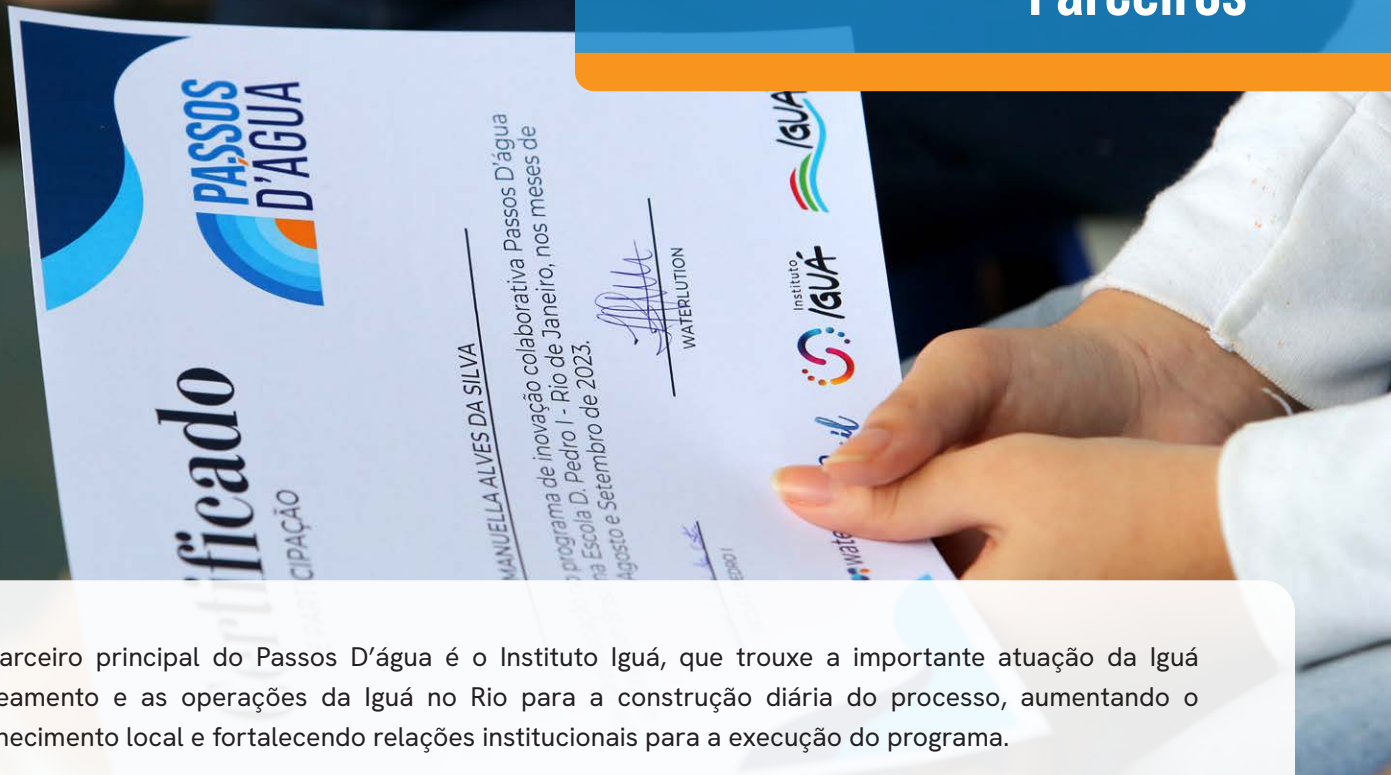 Parceiros
PASSOS
D'ÁGUA
ficado
CIPAÇÃO
MANUELLA ALVES DA SILVA
programa de inovação colaborativa Passos D'água
na Escola D. Pedro I - Rio de Janeiro, nos meses de
Agosto e Setembro de 2023.
WATERLUTION
EDRO I
wate
il
Instituto
IGUÁ
IGUÁ
arceiro principal do Passos D'água é o Instituto Iguá, que trouxe a importante atuação da Iguá
eamento e as operações da Iguá no Rio para a construção diária do processo, aumentando o
hecimento local e fortalecendo relações institucionais para a execução do programa.